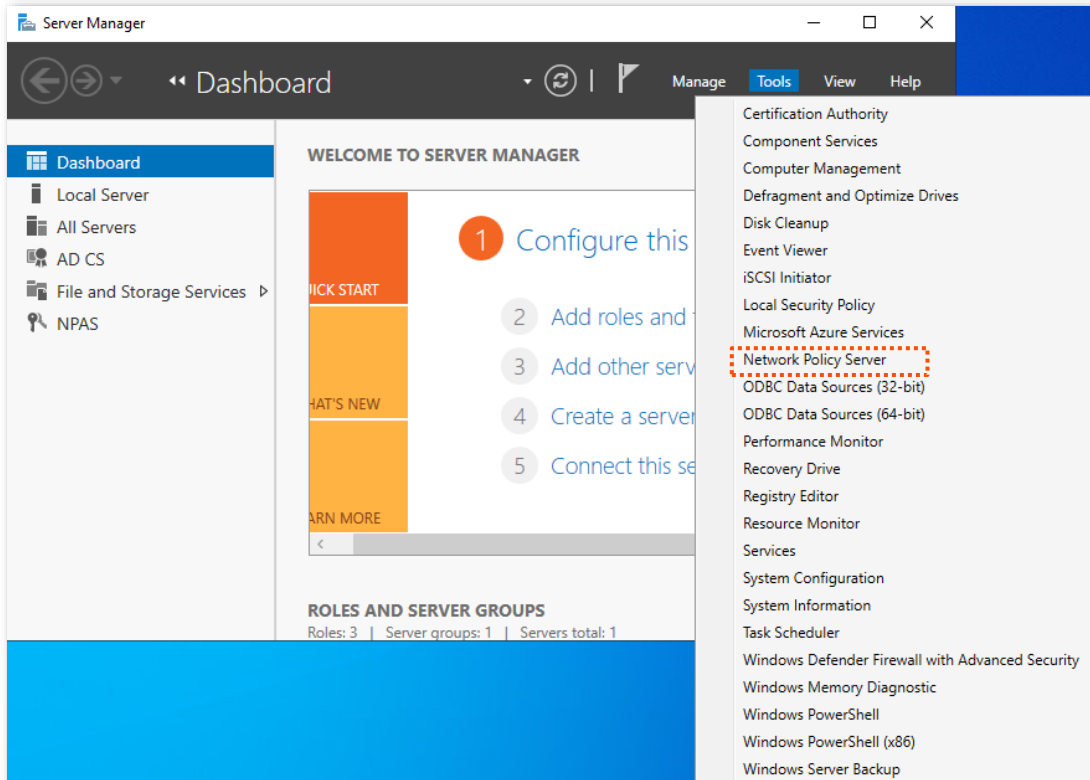 Server Manager
Dashboard
Manage
Tools
View
Help
Dashboard
Local Server
All Servers
AD CS
File and Storage Services
NPAS
WELCOME TO SERVER MANAGER
UICK START
HAT'S NEW
ARN MORE
1 Configure this
2 Add roles and f
3 Add other serv
4 Create a server
5 Connect this se
ROLES AND SERVER GROUPS
Roles: 3 | Server groups: 1 | Servers total: 1
Certification Authority
Component Services
Computer Management
Defragment and Optimize Drives
Disk Cleanup
Event Viewer
iSCSI Initiator
Local Security Policy
Microsoft Azure Services
Network Policy Server
ODBC Data Sources (32-bit)
ODBC Data Sources (64-bit)
Performance Monitor
Recovery Drive
Registry Editor
Resource Monitor
Services
System Configuration
System Information
Task Scheduler
Windows Defender Firewall with Advanced Security
Windows Memory Diagnostic
Windows PowerShell
Windows PowerShell (x86)
Windows Server Backup